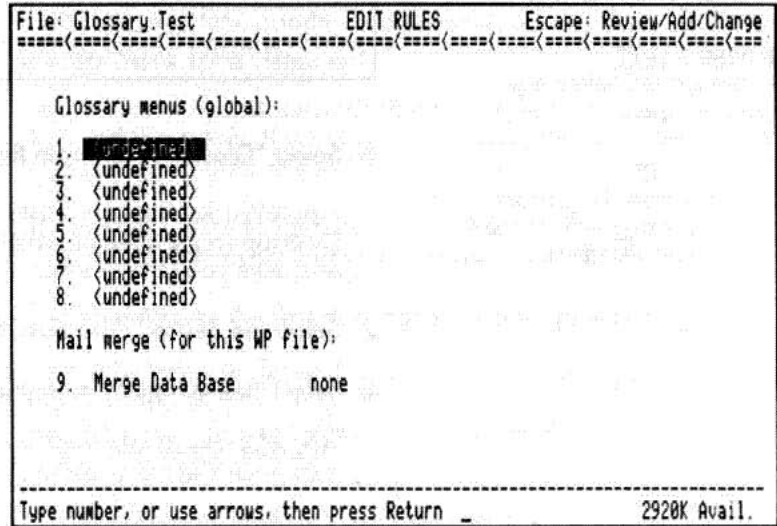 File: Glossary.Test EDIT RULES Escape: Review/Add/Change
=====<====<====<====<====<====<====<====<====<====<====<====<====<====<====<===
Glossary menus (global):
1. <undefined>
2. <undefined>
3. <undefined>
4. <undefined>
5. <undefined>
6. <undefined>
7. <undefined>
8. <undefined>
Mail merge (for this WP file):
9. Merge Data Base none
Type number, or use arrows, then press Return _ 2920K Avail.